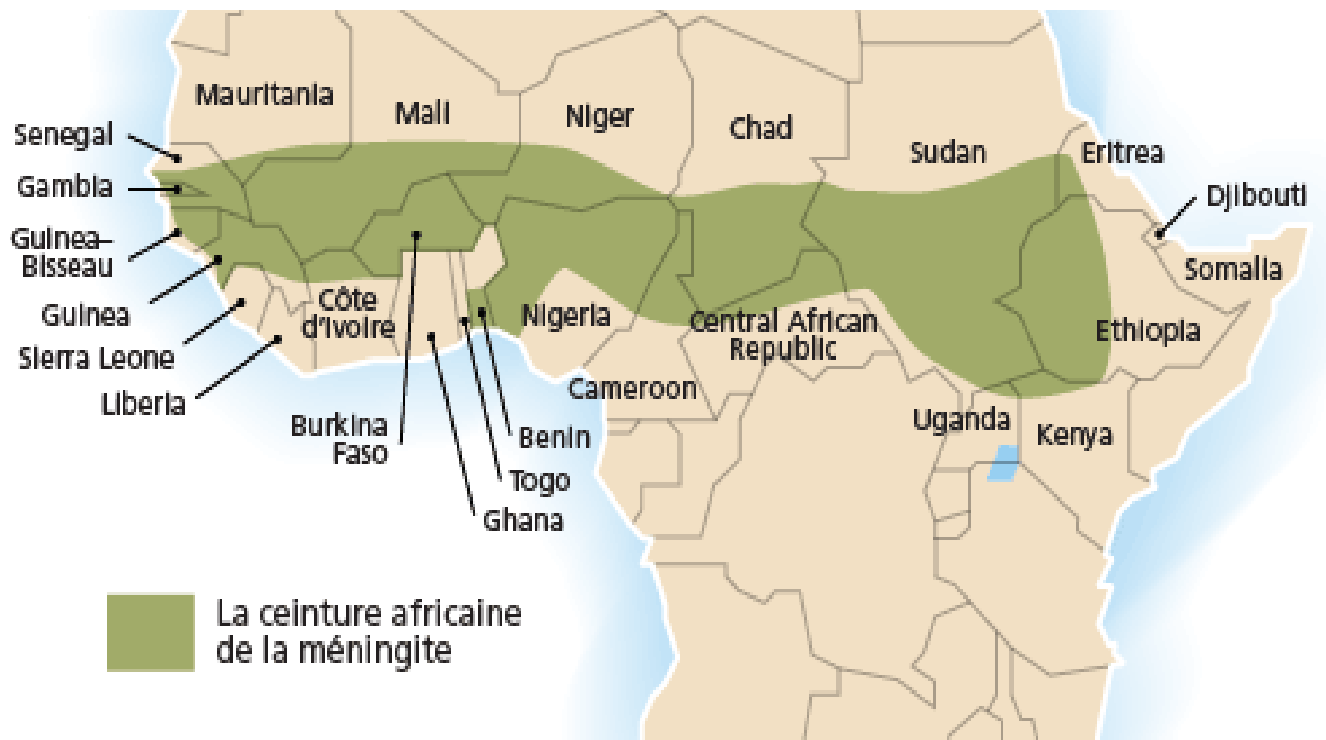 Mauritania
Mali
Niger
Chad
Sudan
Eritrea
Djibouti
Somalia
Ethiopia
Senegal
Gambia
Guinea–
Bisseau
Guinea
Sierra Leone
Liberia
Côte
d'Ivoire
Nigeria
Central African
Republic
Cameroon
Uganda
Kenya
Burkina
Faso
Benin
Togo
Ghana
La ceinture africaine
de la méningite